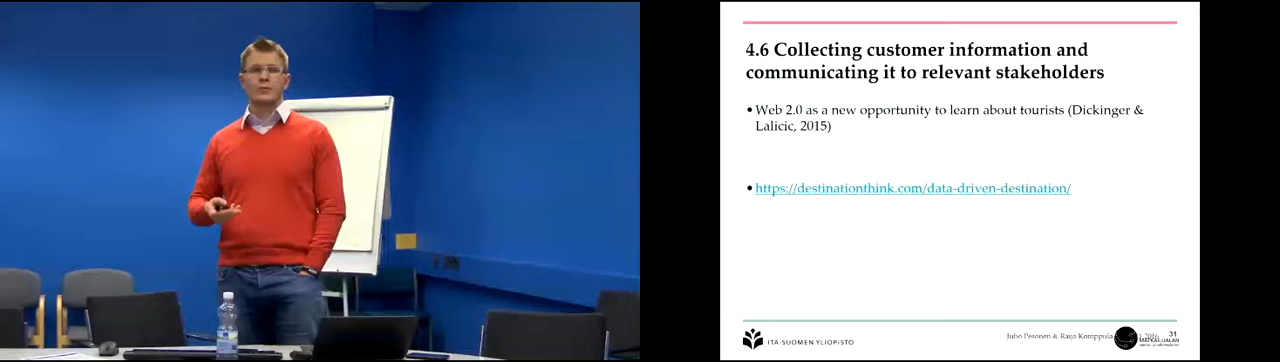 4.6 Collecting customer information and
communicating it to relevant stakeholders
• Web 2.0 as a new opportunity to learn about tourists (Dickinger &
Lalicic, 2015)
• https://destinationthink.com/data-driven-destination/
ITÄ-SUOMEN YLIOPISTO
Juho Pesonen & Raija Komppula
31
MATKAILUALAN